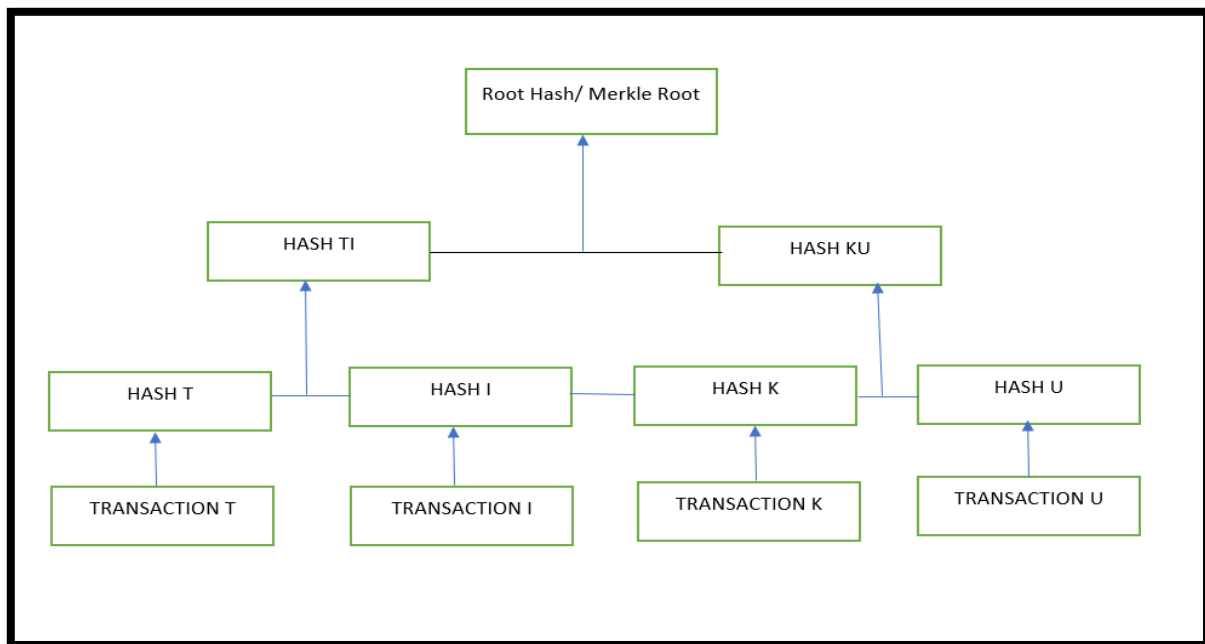 Root Hash/ Merkle Root
HASH TI
HASH KU
HASH T
HASH I
HASH K
HASH U
TRANSACTION T
TRANSACTION I
TRANSACTION K
TRANSACTION U